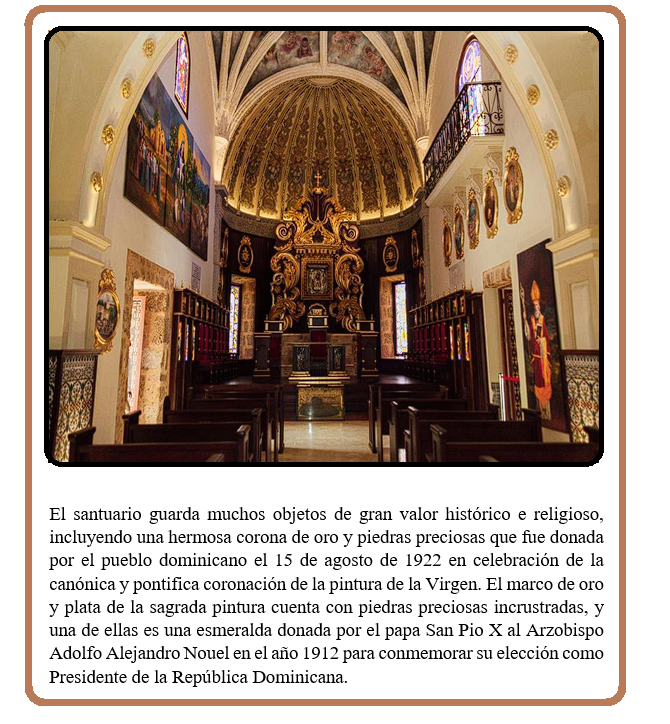 El santuario guarda muchos objetos de gran valor histórico e religioso,
incluyendo una hermosa corona de oro y piedras preciosas que fue donada
por el pueblo dominicano el 15 de agosto de 1922 en celebración de la
canónica y pontifica coronación de la pintura de la Virgen. El marco de oro
y plata de la sagrada pintura cuenta con piedras preciosas incrustradas, y
una de ellas es una esmeralda donada por el papa San Pio X al Arzobispo
Adolfo Alejandro Nouel en el año 1912 para conmemorar su elección como
Presidente de la República Dominicana.